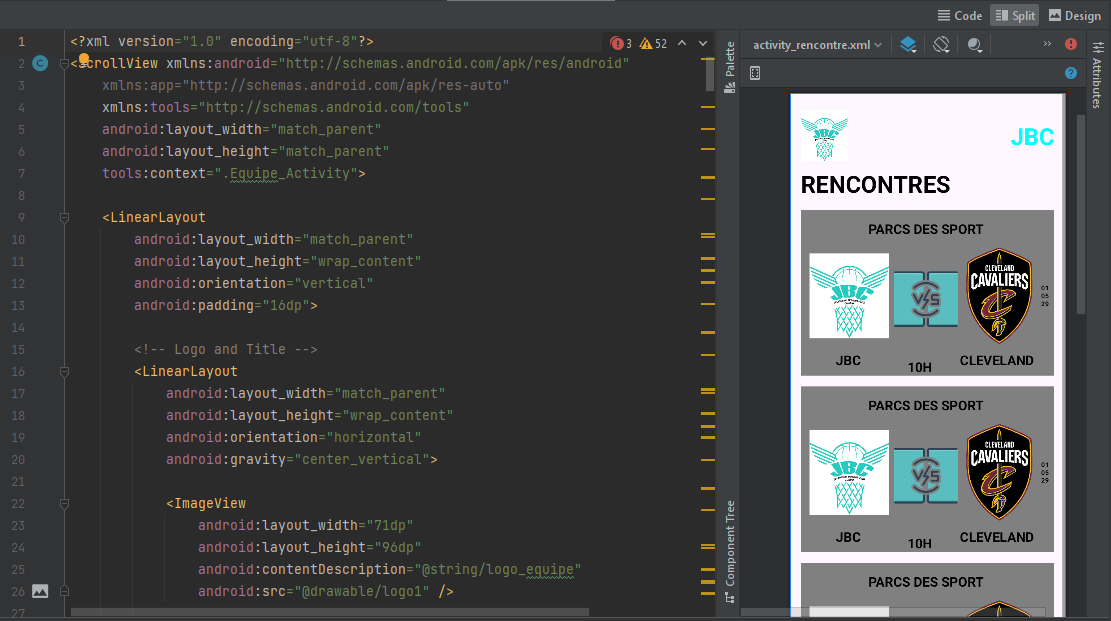 Code Split Design
1 <?xml version="1.0" encoding="utf-8"?>
3 52
2 <ScrollView xmlns:android="http://schemas.android.com/apk/res/android"
3 xmlns:app="http://schemas.android.com/apk/res-auto"
4 xmlns:tools="http://schemas.android.com/tools"
5 android:layout_width="match_parent"
6 android:layout_height="match_parent"
7 tools:context=".Equipe_Activity">
8
9 <LinearLayout
10 android:layout_width="match_parent"
11 android:layout_height="wrap_content"
12 android:orientation="vertical"
13 android:padding="16dp">
14
15 <!-- Logo and Title -->
16 <LinearLayout
17 android:layout_width="match_parent"
18 android:layout_height="wrap_content"
19 android:orientation="horizontal"
20 android:gravity="center_vertical">
21
22 <ImageView
23 android:layout_width="71dp"
24 android:layout_height="96dp"
25 android:contentDescription="@string/logo_equipe"
26 android:src="@drawable/logo1" />
27
Palette
Component Tree
activity_rencontre.xml
Attributes
JBC
JBC
RENCONTRES
PARCS DES SPORT
JBC
VS
CLEVELAND
CAVALIERS
01
05
29
JBC
10H
CLEVELAND
PARCS DES SPORT
JBC
VS
CLEVELAND
CAVALIERS
01
05
29
JBC
10H
CLEVELAND
PARCS DES SPORT